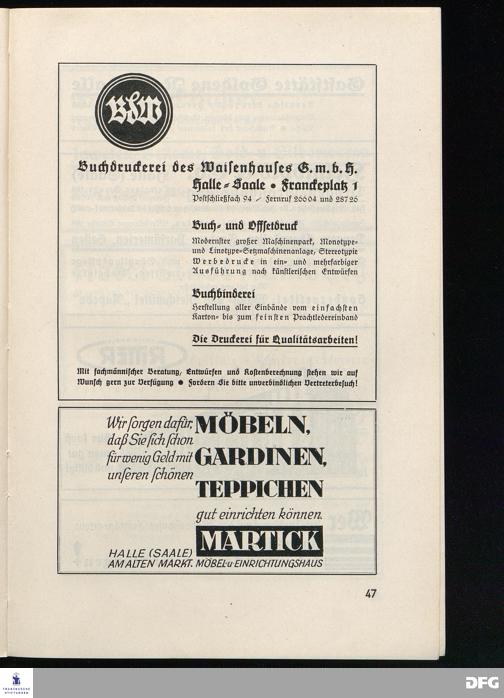 BdW
Buchdruckerei des Waisenhauses G.m.b.H.
Halle-Saale • Franckeplatz 1
Postschließfach 94 / Fernruf 26604 und 28726
Buch- und Offsetdruck
Modernster großer Maschinenpark, Monotype-
und Linotype-Setzmaschinenanlage, Stereotypie
Werbedrucke in ein- und mehrfarbiger
Ausführung nach künstlerischen Entwürfen
Buchbinderei
Herstellung aller Einbände vom einfachsten
Karton- bis zum feinsten Prachtledereinband
Die Druckerei für Qualitätsarbeiten!
Mit fachmännischer Beratung, Entwürfen und Kostenberechnung stehen wir auf
Wunsch gern zur Verfügung • Fordern Sie bitte unverbindlichen Vertreterbesuch!
Wir sorgen dafür, MÖBELN,
daß Sie sich schon
für wenig Geld mit GARDINEN,
unseren schönen
TEPPICHEN
gut einrichten können.
MARTICK
HALLE (SAALE)
AM ALTEN MARKT. MÖBEL-u-EINRICHTUNGSHAUS
47
FRANCKESCHE
STIFTUNGEN
DFG